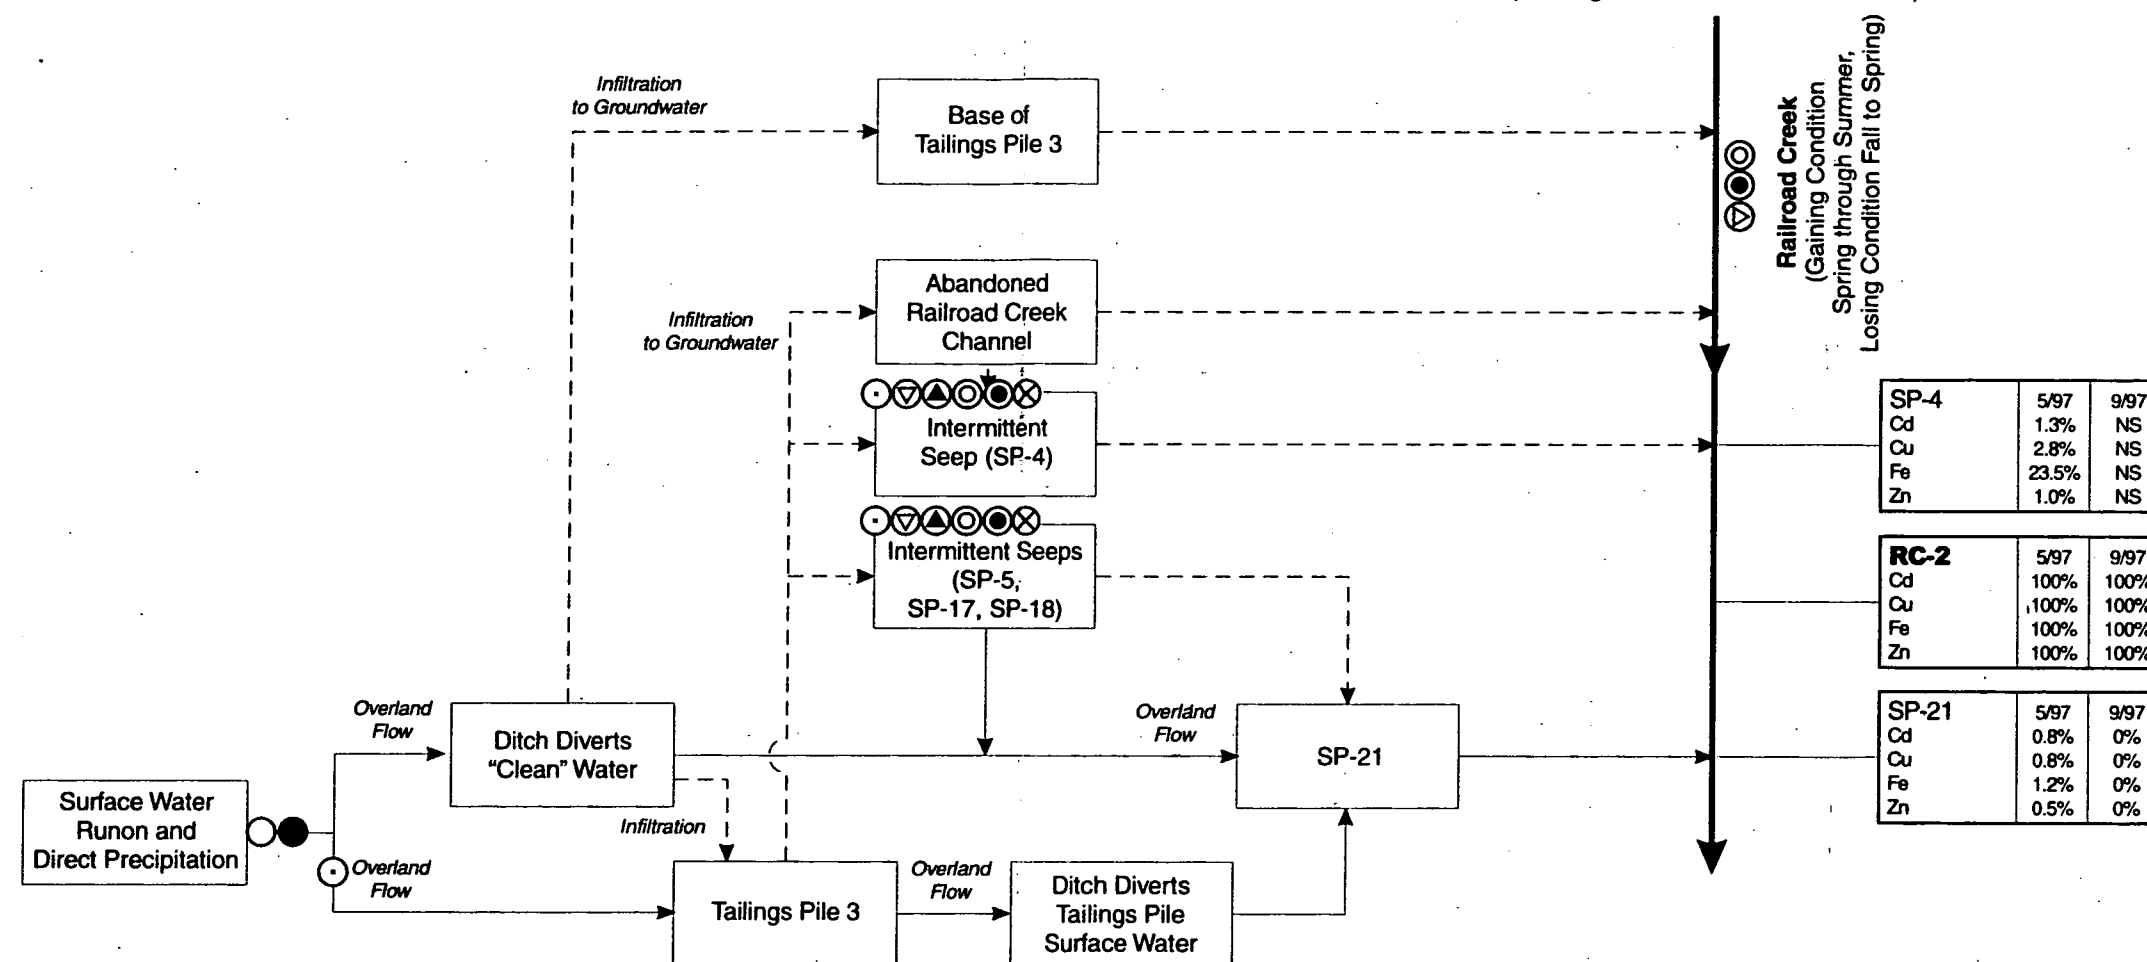 Infiltration
to Groundwater
Base of
Tailings Pile 3
Railroad Creek
(Gaining Condition
Spring through Summer,
Losing Condition Fall to Spring)
Abandoned
Railroad Creek
Channel
Infiltration
to Groundwater
Intermittent
Seep (SP-4)
SP-4 5/97 9/97
Cd 1.3% NS
Cu 2.8% NS
Fe 23.5% NS
Zn 1.0% NS
Intermittent Seeps
(SP-5,
SP-17, SP-18)
RC-2 5/97 9/97
Cd 100% 100%
Cu 100% 100%
Fe 100% 100%
Zn 100% 100%
Overland
Flow
Ditch Diverts
“Clean” Water
Overland
Flow
SP-21
SP-21 5/97 9/97
Cd 0.8% 0%
Cu 0.8% 0%
Fe 1.2% 0%
Zn 0.5% 0%
Surface Water
Runon and
Direct Precipitation
Infiltration
Overland
Flow
Tailings Pile 3
Overland
Flow
Ditch Diverts
Tailings Pile
Surface Water